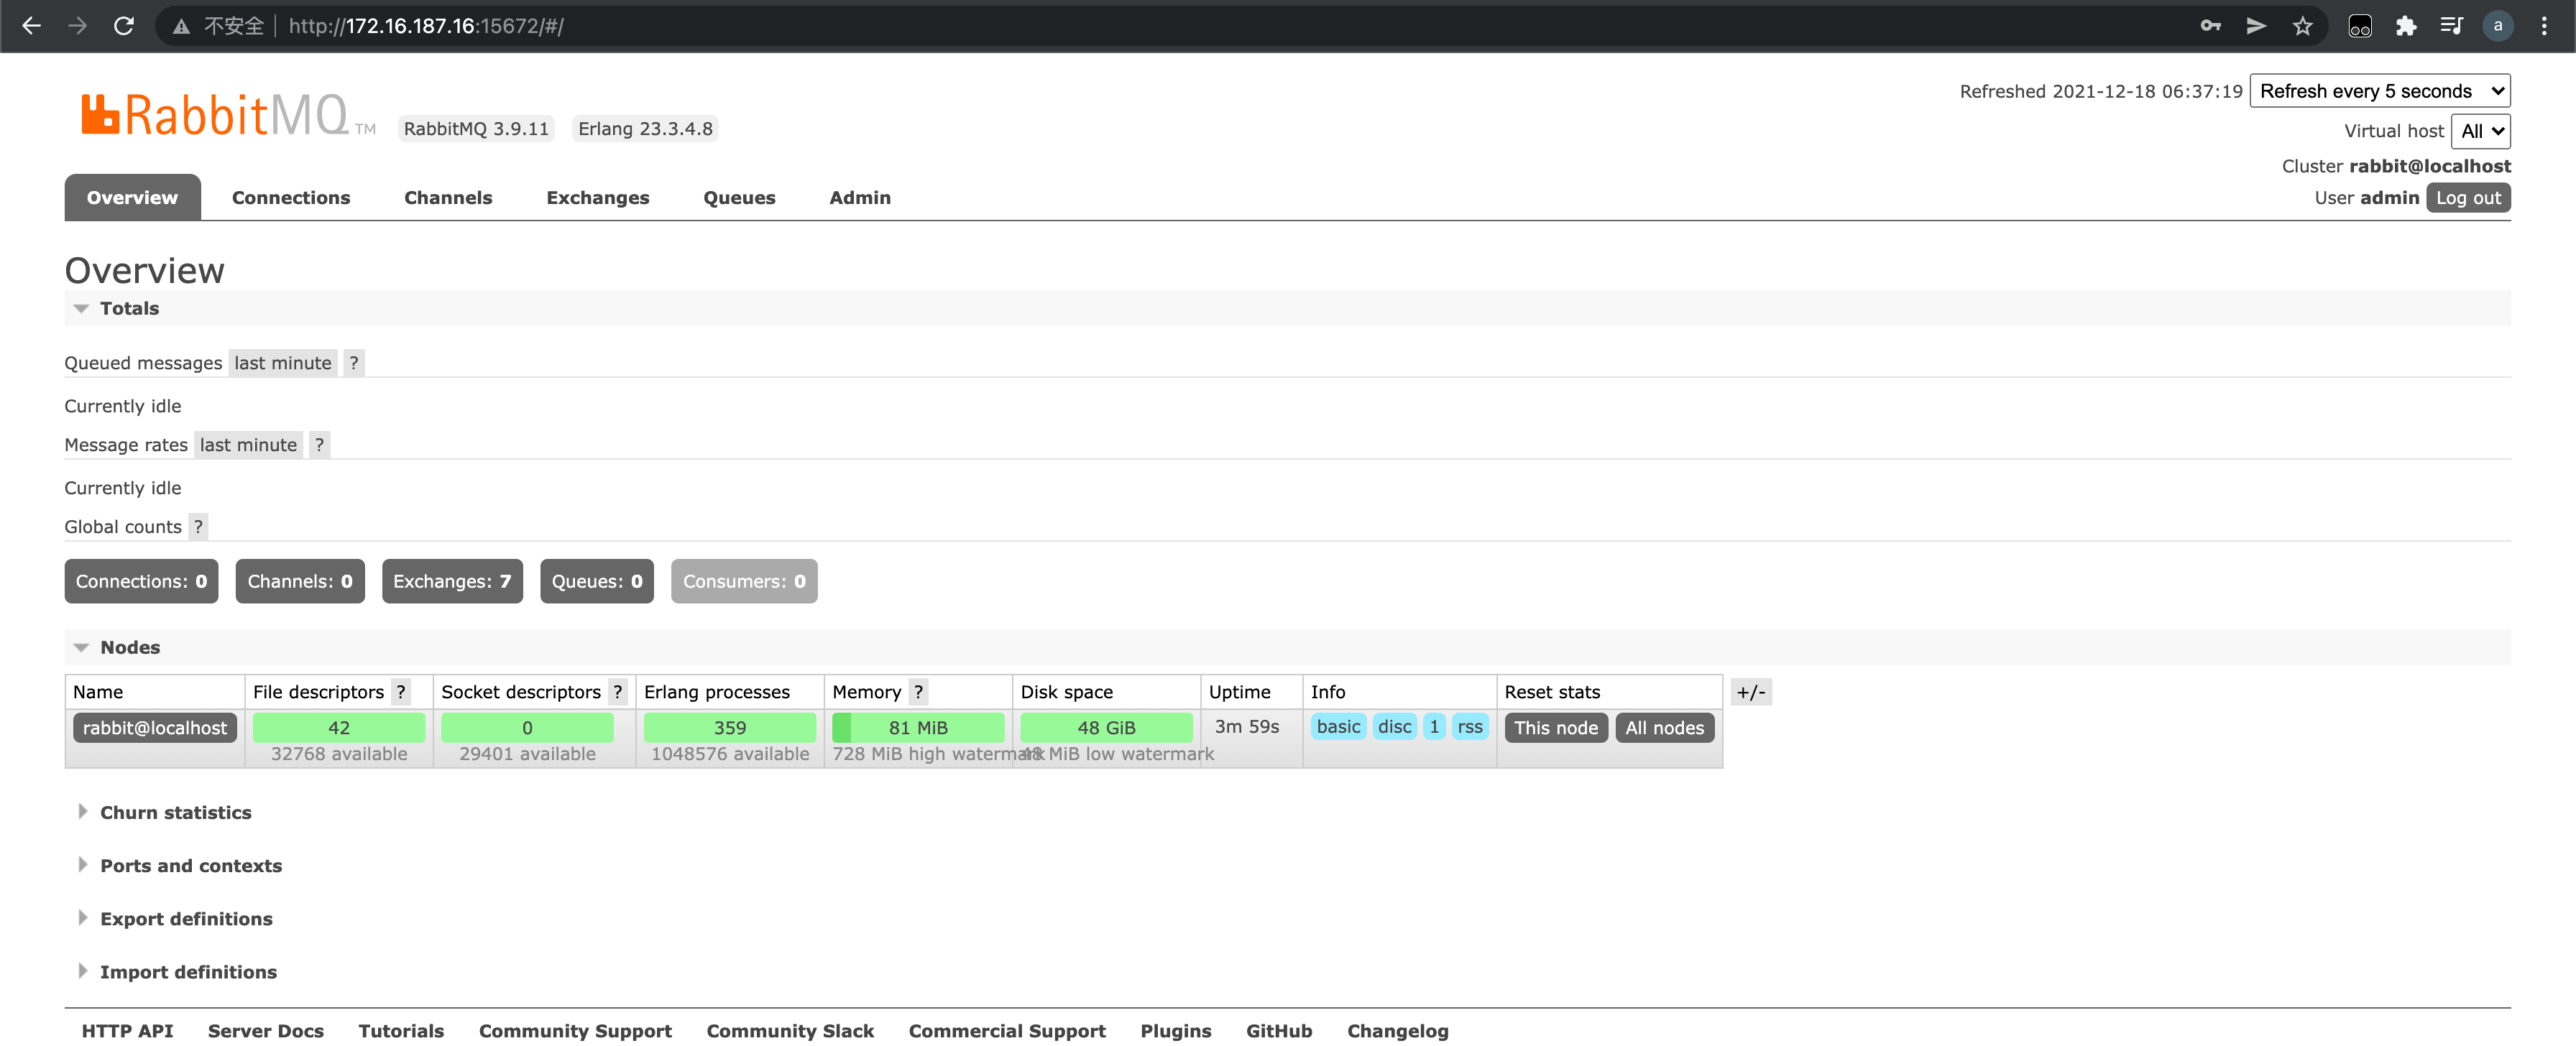 不安全 http://172.16.187.16:15672/#/ a
RabbitMQ TM RabbitMQ 3.9.11 Erlang 23.3.4.8
Refreshed 2021-12-18 06:37:19 Refresh every 5 seconds
Virtual host All
Cluster rabbit@localhost
User admin Log out
Overview Connections Channels Exchanges Queues Admin
Overview
Totals
Queued messages last minute ?
Currently idle
Message rates last minute ?
Currently idle
Global counts ?
Connections: 0 Channels: 0 Exchanges: 7 Queues: 0 Consumers: 0
Nodes
Name File descriptors ? Socket descriptors ? Erlang processes Memory ? Disk space Uptime Info Reset stats +/-
rabbit@localhost 42 0 359 81 MiB 48 GiB 3m 59s basic disc 1 rss This node All nodes
32768 available 29401 available 1048576 available 728 MiB high watermark 48 MiB low watermark
Churn statistics
Ports and contexts
Export definitions
Import definitions
HTTP API Server Docs Tutorials Community Support Community Slack Commercial Support Plugins GitHub Changelog